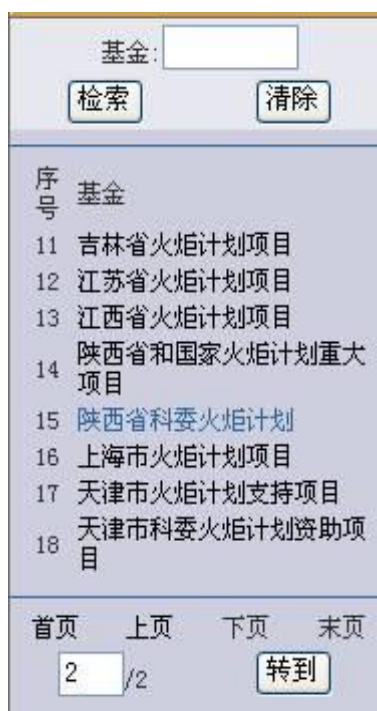 基金:
检索 清除
序号 基金
11 吉林省火炬计划项目
12 江苏省火炬计划项目
13 江西省火炬计划项目
14 陕西省和国家火炬计划重大
项目
15 陕西省科委火炬计划
16 上海市火炬计划项目
17 天津市火炬计划支持项目
18 天津市科委火炬计划资助项
目
首页 上页 下页 末页
2 /2 转到